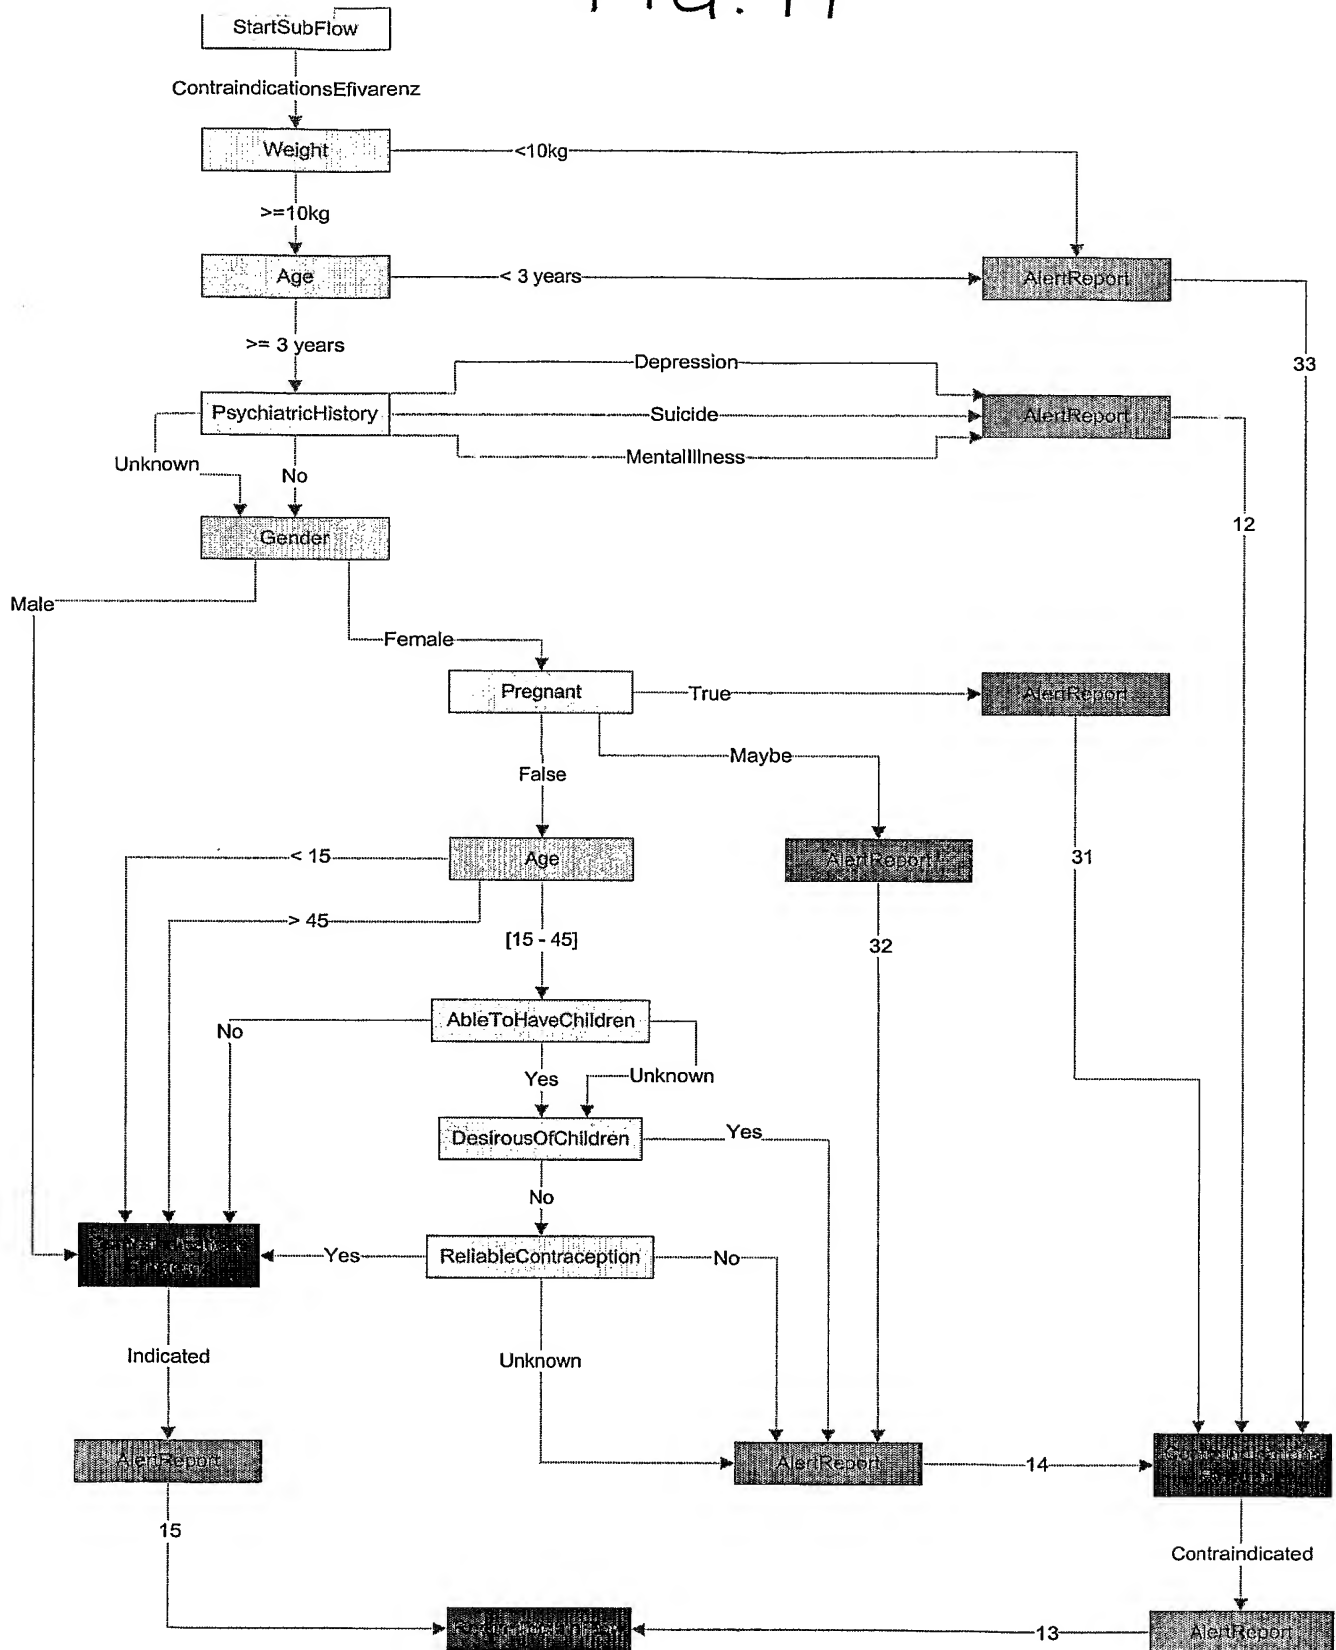 StartSubFlow
ContraindicationsEfivarenz
Weight
<10kg
>=10kg
Age
< 3 years
AlertReport
>= 3 years
33
Depression
PsychiatricHistory
Suicide
AlertReport
MentalIllness
Unknown
No
Gender
12
Male
Female
Pregnant
True
AlertReport
Maybe
False
< 15
Age
AlertReport
31
> 45
[15 - 45]
32
No
AbleToHaveChildren
Yes
Unknown
DesirousOfChildren
Yes
No
Yes
ReliableContraception
No
Indicated
Unknown
AlertReport
AlertReport
14
15
Contraindicated
13
AlertReport